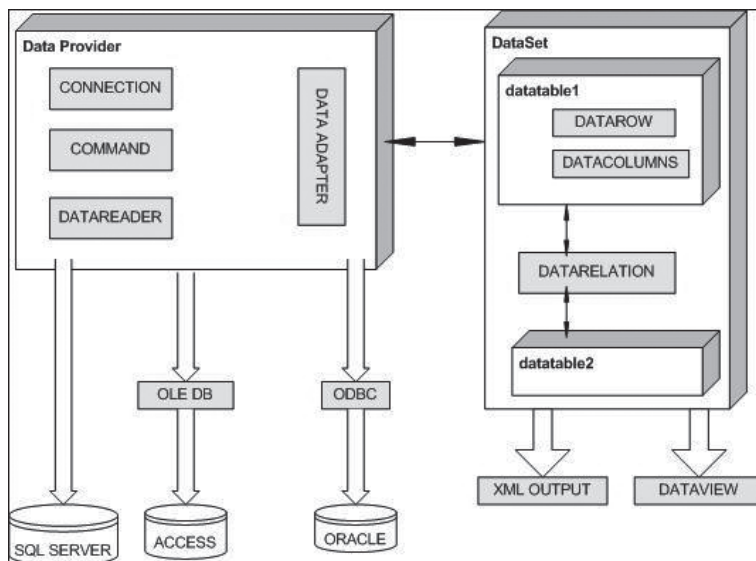 Data Provider
CONNECTION
COMMAND
DATAREADER
DATA ADAPTER
DataSet
datatable1
DATAROW
DATACOLUMNS
DATARELATION
datatable2
OLE DB
ODBC
SQL SERVER
ACCESS
ORACLE
XML OUTPUT
DATAVIEW